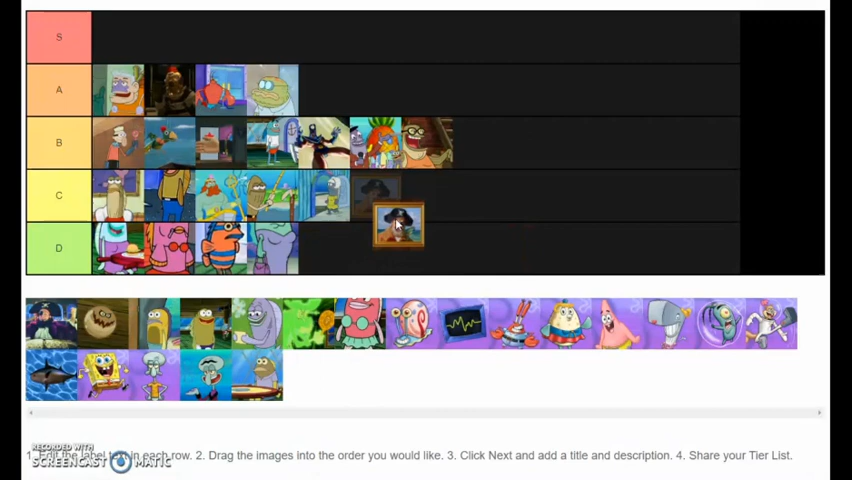 S
A
B
C
D
1. Edit the label text in each row. 2. Drag the images into the order you would like. 3. Click Next and add a title and description. 4. Share your Tier List.
RECORDED WITH
SCREENCAST MATIC